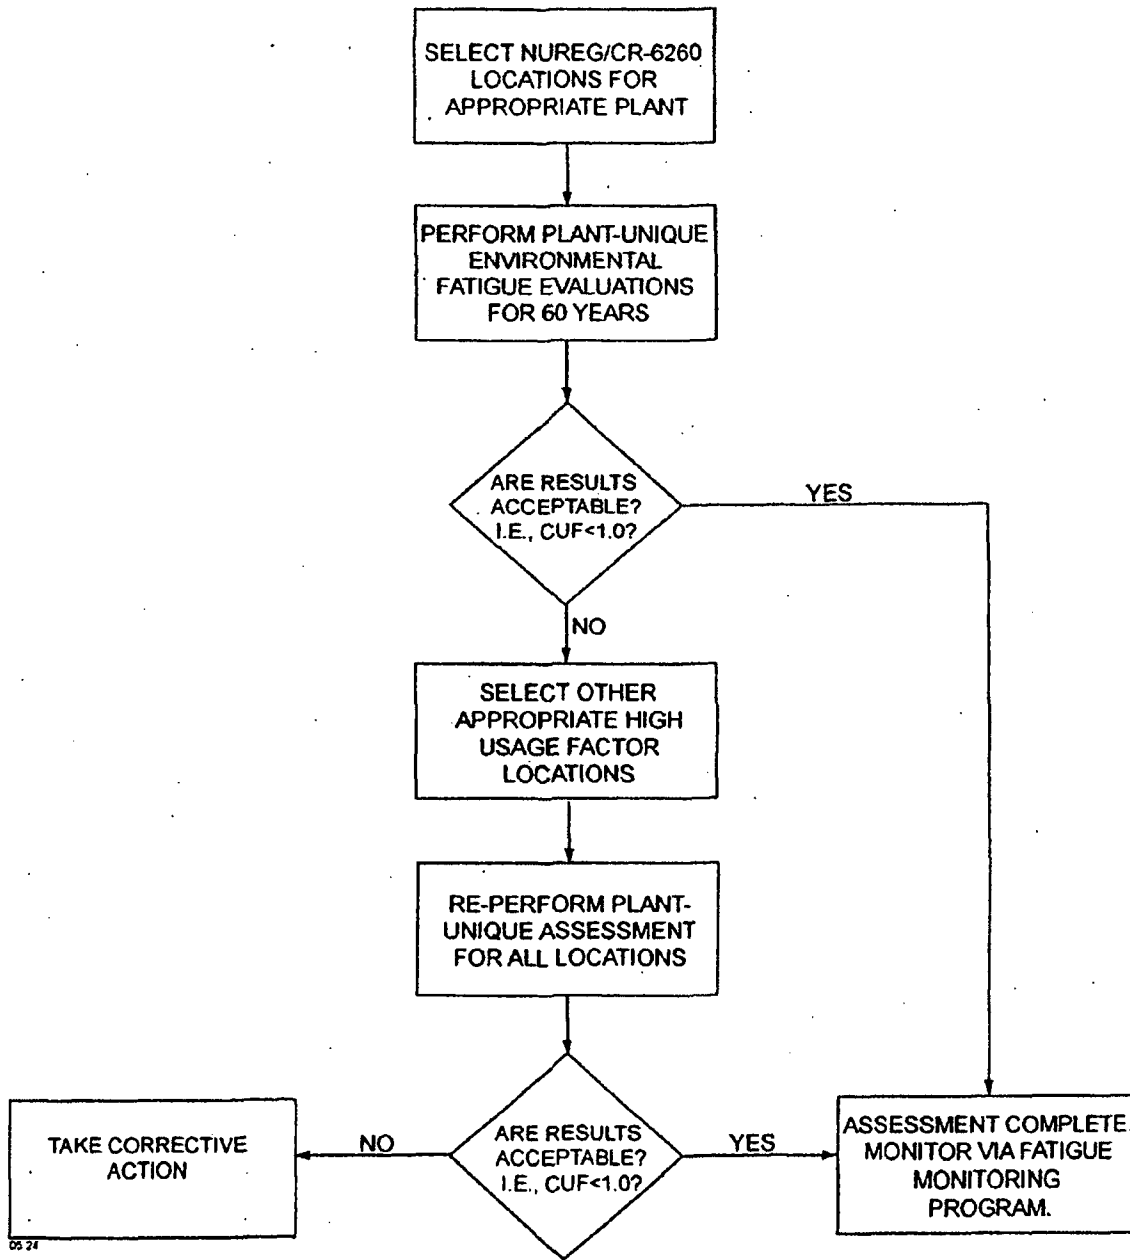 SELECT NUREG/CR-6260
LOCATIONS FOR
APPROPRIATE PLANT
PERFORM PLANT-UNIQUE
ENVIRONMENTAL
FATIGUE EVALUATIONS
FOR 60 YEARS
ARE RESULTS
ACCEPTABLE?
I.E., CUF<1.0?
YES
NO
SELECT OTHER
APPROPRIATE HIGH
USAGE FACTOR
LOCATIONS
RE-PERFORM PLANT-
UNIQUE ASSESSMENT
FOR ALL LOCATIONS
ARE RESULTS
ACCEPTABLE?
I.E., CUF<1.0?
NO
YES
TAKE CORRECTIVE
ACTION
ASSESSMENT COMPLETE.
MONITOR VIA FATIGUE
MONITORING
PROGRAM.